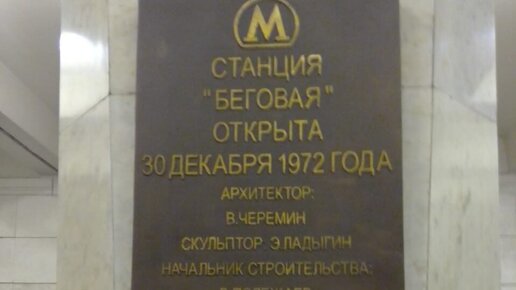 М
СТАНЦИЯ
"БЕГОВАЯ"
ОТКРЫТА
30 ДЕКАБРЯ 1972 ГОДА
АРХИТЕКТОР:
В.ЧЕРЕМИН
СКУЛЬПТОР Э.ЛАДЫГИН
НАЧАЛЬНИК СТРОИТЕЛЬСТВА: